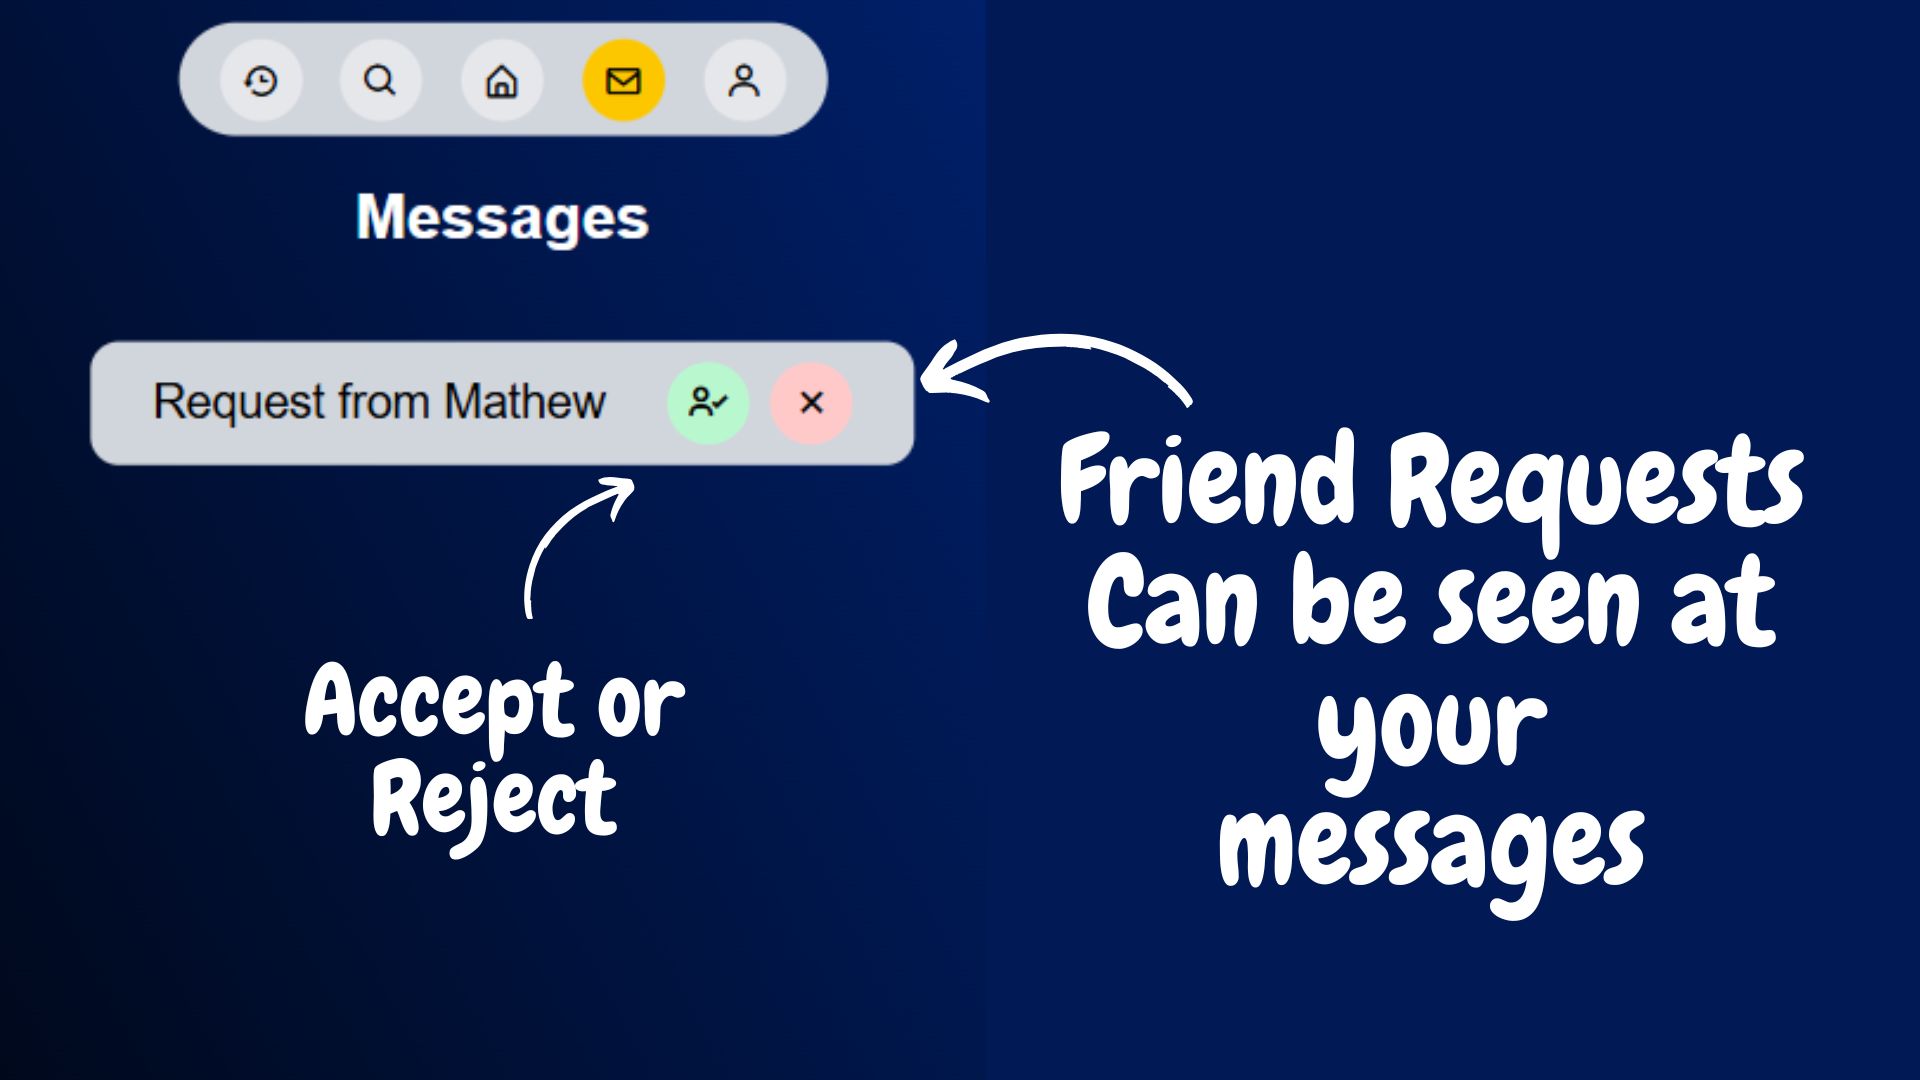 Messages
Request from Mathew
Friend Requests
Can be seen at
your
messages
Accept or
Reject